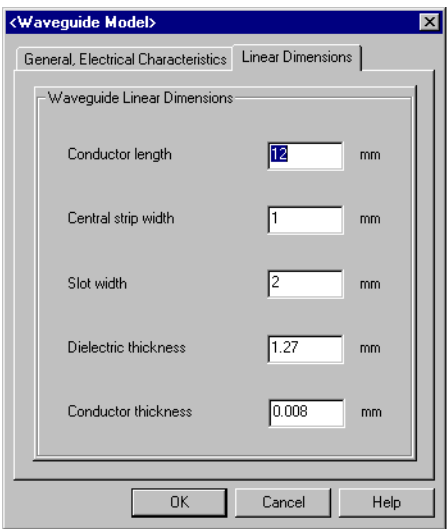 <Waveguide Model>
General, Electrical Characteristics Linear Dimensions
Waveguide Linear Dimensions
Conductor length 12 mm
Central strip width 1 mm
Slot width 2 mm
Dielectric thickness 1.27 mm
Conductor thickness 0.008 mm
OK Cancel Help